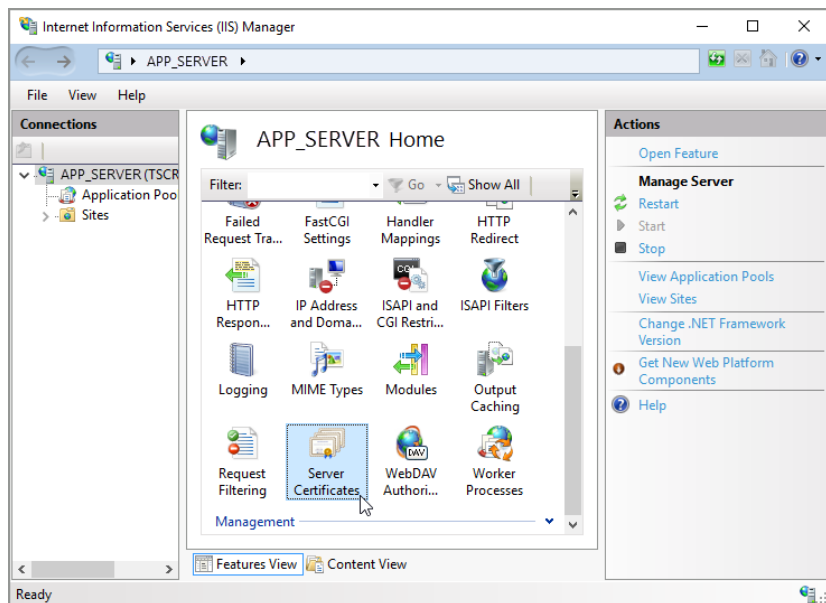 Internet Information Services (IIS) Manager
APP_SERVER
File View Help
Connections
APP_SERVER (TSCR
Application Poo
Sites
APP_SERVER Home
Filter: Go Show All
Failed
Request Tra...
FastCGI
Settings
Handler
Mappings
HTTP
Redirect
HTTP
Respon...
IP Address
and Doma...
ISAPI and
CGI Restri...
ISAPI Filters
Logging
MIME Types
Modules
Output
Caching
Request
Filtering
Server
Certificates
WebDAV
Authori...
Worker
Processes
Management
Features View Content View
Actions
Open Feature
Manage Server
Restart
Start
Stop
View Application Pools
View Sites
Change .NET Framework
Version
Get New Web Platform
Components
Help
Ready